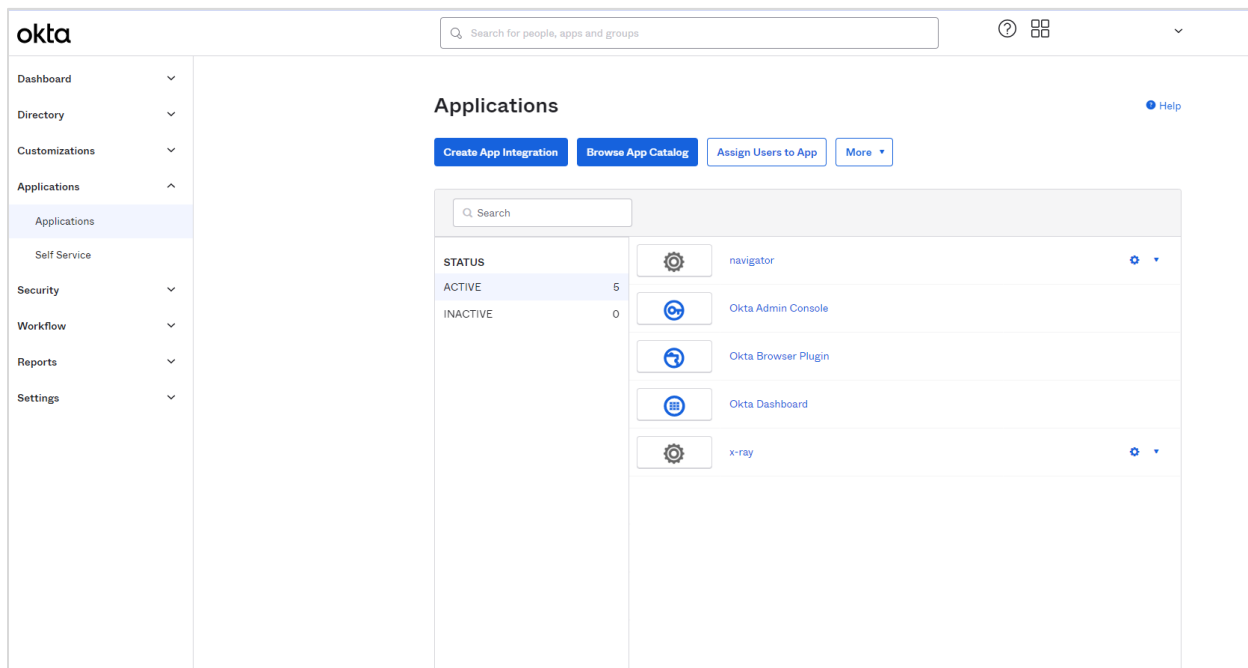 okta
Search for people, apps and groups
Dashboard
Directory
Customizations
Applications
Applications
Self Service
Security
Workflow
Reports
Settings
Applications
Help
Create App Integration
Browse App Catalog
Assign Users to App
More
Search
STATUS
ACTIVE 5
INACTIVE 0
navigator
Okta Admin Console
Okta Browser Plugin
Okta Dashboard
x-ray